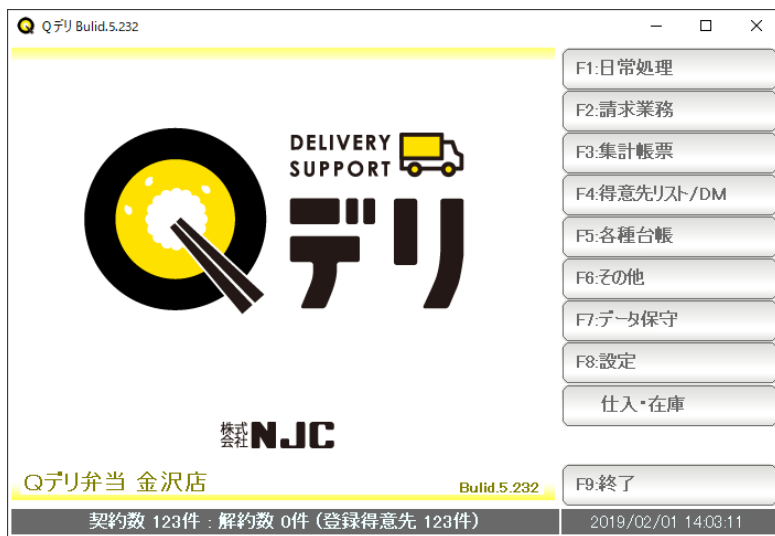 Qデリ Bulid.5.232
F1:日常処理
F2:請求業務
DELIVERY
SUPPORT
F3:集計帳票
F4:得意先リスト/DM
Qデリ
F5:各種台帳
F6:その他
F7:データ保守
F8:設定
仕入・在庫
株式会社NJC
Qデリ弁当 金沢店
Bulid.5.232
F9:終了
契約数 123件 : 解約数 0件 (登録得意先 123件)
2019/02/01 14:03:11